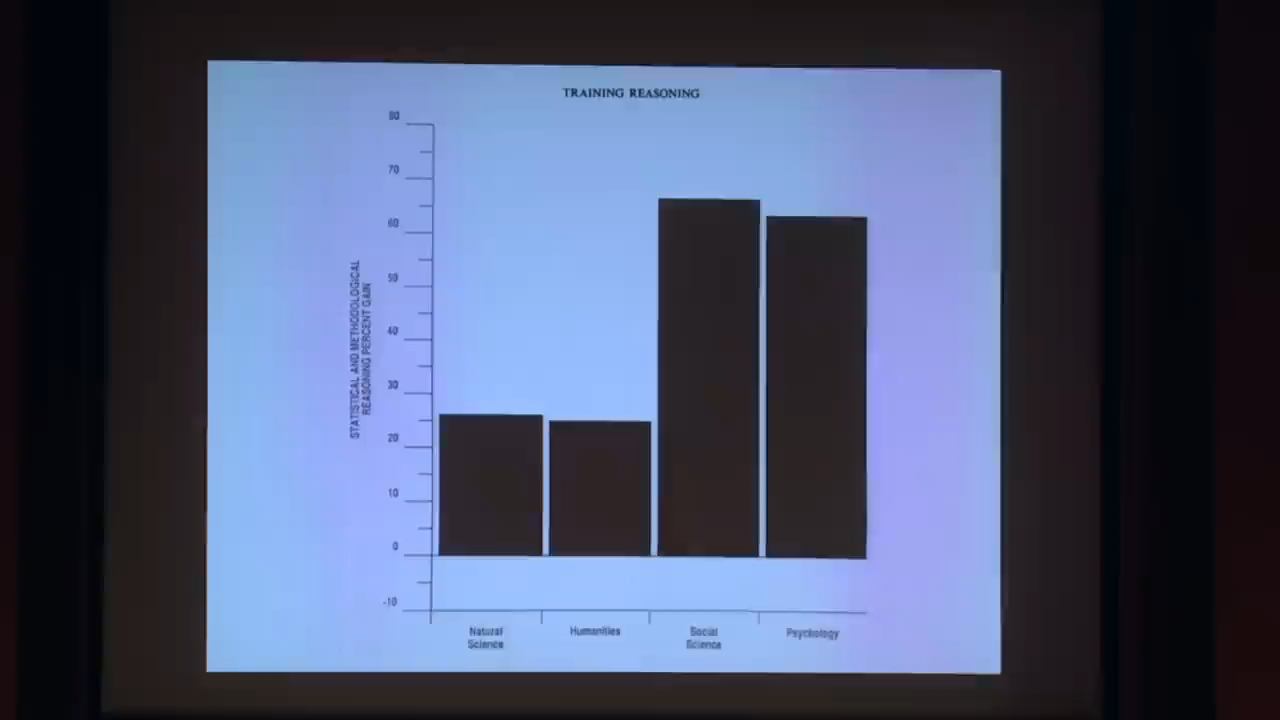 TRAINING REASONING
80
70
60
50
40
30
20
10
0
-10
STATISTICAL AND METHODOLOGICAL
REASONING PERCENT GAIN
Natural
Science
Humanities
Social
Science
Psychology